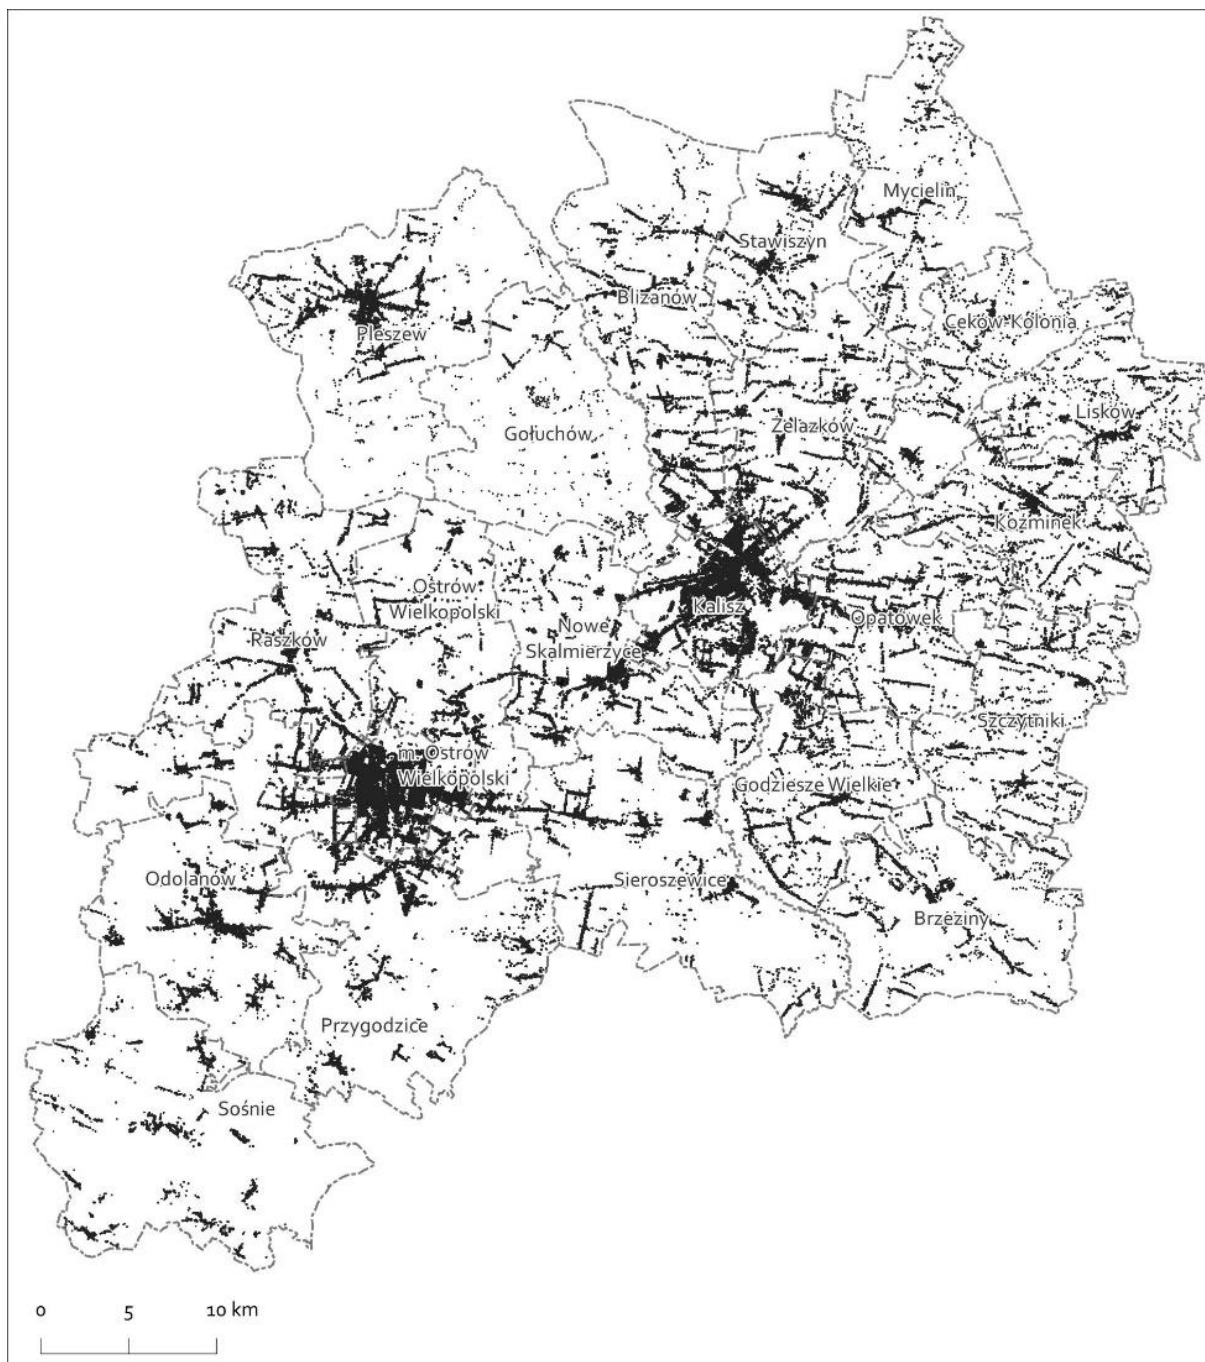 Mycielin
Stawiszyn
Blizanów
Ceków-Kolonia
Pleszew
Lisków
Żelazków
Gołuchów
Koźminek
Ostrów
Wielkopolski
Kalisz
Opatówek
Nowe
Skalmierzyce
Raszków
Szczytniki
m. Ostrów
Wielkopolski
Godziesze Wielkie
Odolanów
Sieroszewice
Brzeziny
Przygodzice
Sośnie
0 5 10 km